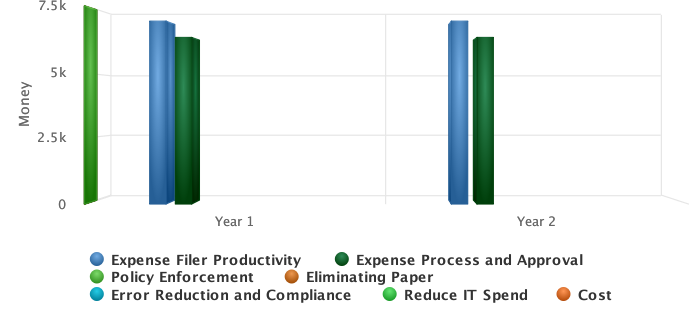 7.5k
5k
2.5k
0
Money
Year 1 Year 2
Expense Filer Productivity Expense Process and Approval
Policy Enforcement Eliminating Paper
Error Reduction and Compliance Reduce IT Spend Cost